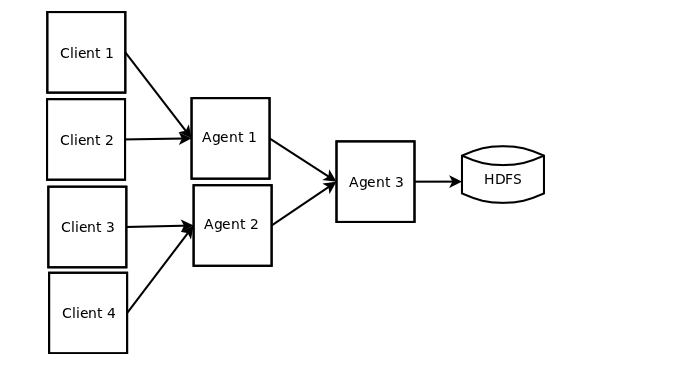 Client 1
Client 2
Client 3
Client 4
Agent 1
Agent 2
Agent 3
HDFS